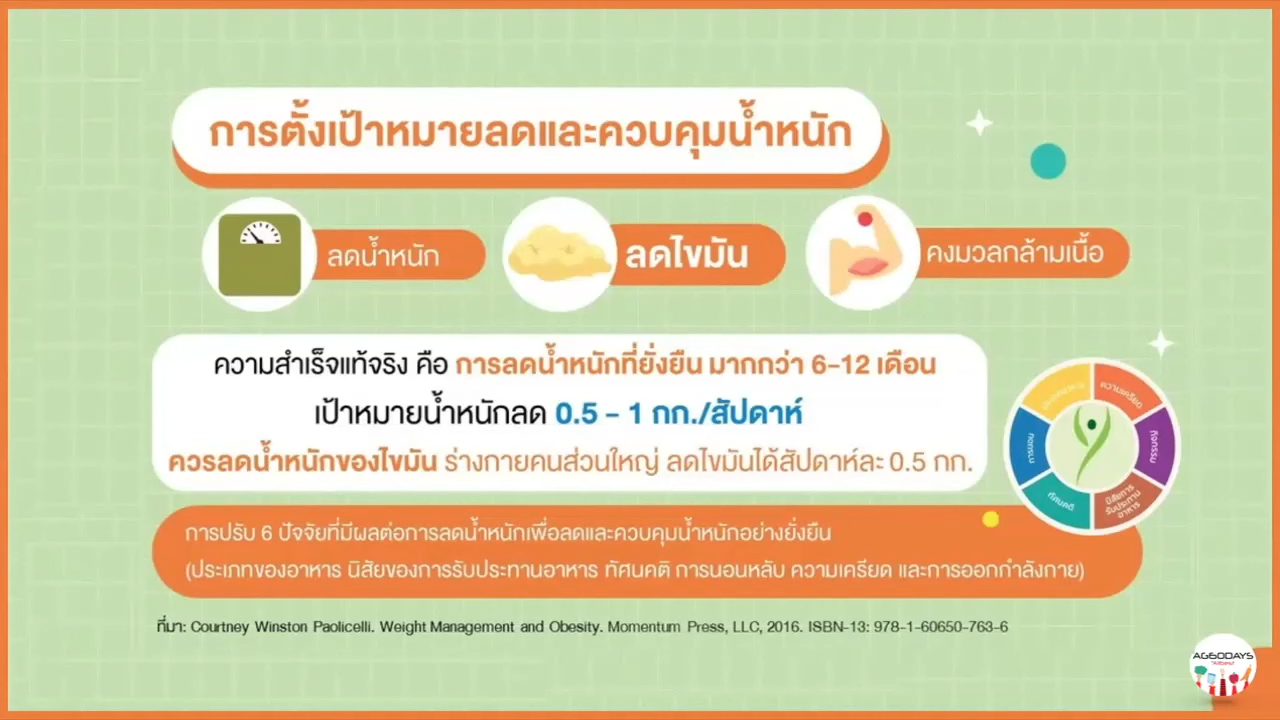 การตั้งเป้าหมายลดและควบคุมน้ำหนัก
ลดน้ำหนัก
ลดไขมัน
คงมวลกล้ามเนื้อ
ความสำเร็จแท้จริง คือ การลดน้ำหนักที่ยั่งยืน มากกว่า 6-12 เดือน
เป้าหมายน้ำหนักลด 0.5 - 1 กก./สัปดาห์
ควรลดน้ำหนักของไขมัน ร่างกายคนส่วนใหญ่ ลดไขมันได้สัปดาห์ละ 0.5 กก.
ความเครียด
นิสัยการ
รับประทาน
อาหาร
ทัศนคติ
การนอน
การปรับ 6 ปัจจัยที่มีผลต่อการลดน้ำหนักเพื่อลดและควบคุมน้ำหนักอย่างยั่งยืน
(ประเภทของอาหาร นิสัยของการรับประทานอาหาร ทัศนคติ การนอนหลับ ความเครียด และการออกกำลังกาย)
ที่มา: Courtney Winston Paolicelli. Weight Management and Obesity. Momentum Press, LLC, 2016. ISBN-13: 978-1-60650-763-6
AG60DAYS